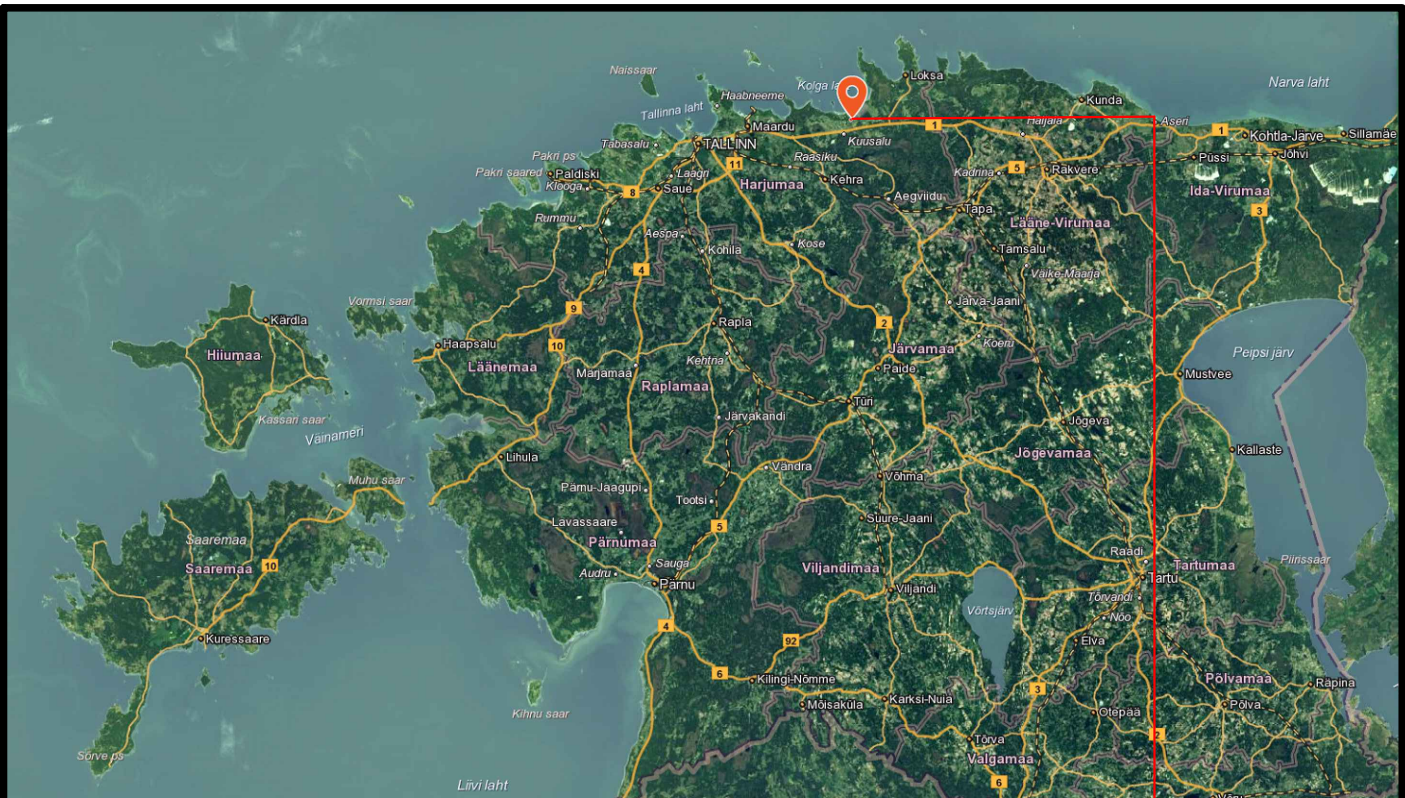 Naissaar
Kolga la
Loksa
Naha laht
Narva laht
Haabneeme
Tallinna laht
Kunda
Maardu
1
Haljala
Aseri
1
Kohtla-Järve
Sillamäe
Tabasalu
TALLINN
Kuusalu
Pakri ps
11
Raasiku
Püssi
Jõhvi
Pakri saared
Paldiski
Laagri
Klooga
8
Saue
Harjumaa
Kehra
Kadrina
5
Rakvere
Aegviidu
Ida-Virumaa
Rummu
Tapa
3
Lääne-Virumaa
Aespa
Kohila
Kose
Tamsalu
4
Väike-Maarja
Vormsi saar
9
Järva-Jaani
Kärdla
Rapla
2
Haapsalu
10
Koeru
Hiiumaa
Järvamaa
Peipsi järv
Läänemaa
Märjamaa
Kehtna
Paide
Mustvee
Raplamaa
Türi
Kassari saar
Järvakandi
Jõgeva
Väinameri
Lihula
Vändra
Jõgevamaa
Kallaste
Muhu saar
Pärnu-Jaagupi
Võhma
Tootsi
Lavassaare
5
Suure-Jaani
Saaremaa
Pärnumaa
Raadi
Piirissaar
Saaremaa
10
Sauga
Viljandimaa
Tartumaa
Audru
Pärnu
Tartu
Viljandi
Tõrvandi
Võrtsjärv
Nõo
4
Kuressaare
92
Elva
6
Kilingi-Nõmme
3
Põlvamaa
Räpina
Mõisaküla
Karksi-Nuia
Põlva
Kihnu saar
Otepää
2
Tõrva
Sõrve ps
Valgamaa
Liivi laht
6
Võru